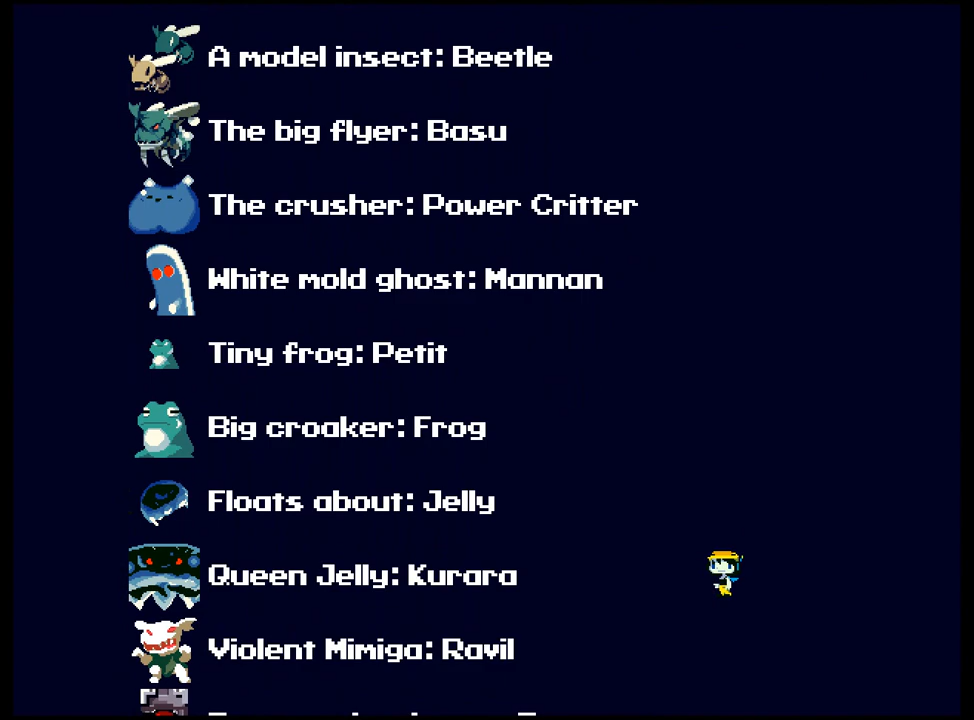 A model insect: Beetle
The big flyer: Basu
The crusher: Power Critter
White mold ghost: Mannan
Tiny frog: Petit
Big croaker: Frog
Floats about: Jelly
Queen Jelly: Kurara
Violent Mimiga: Ravil